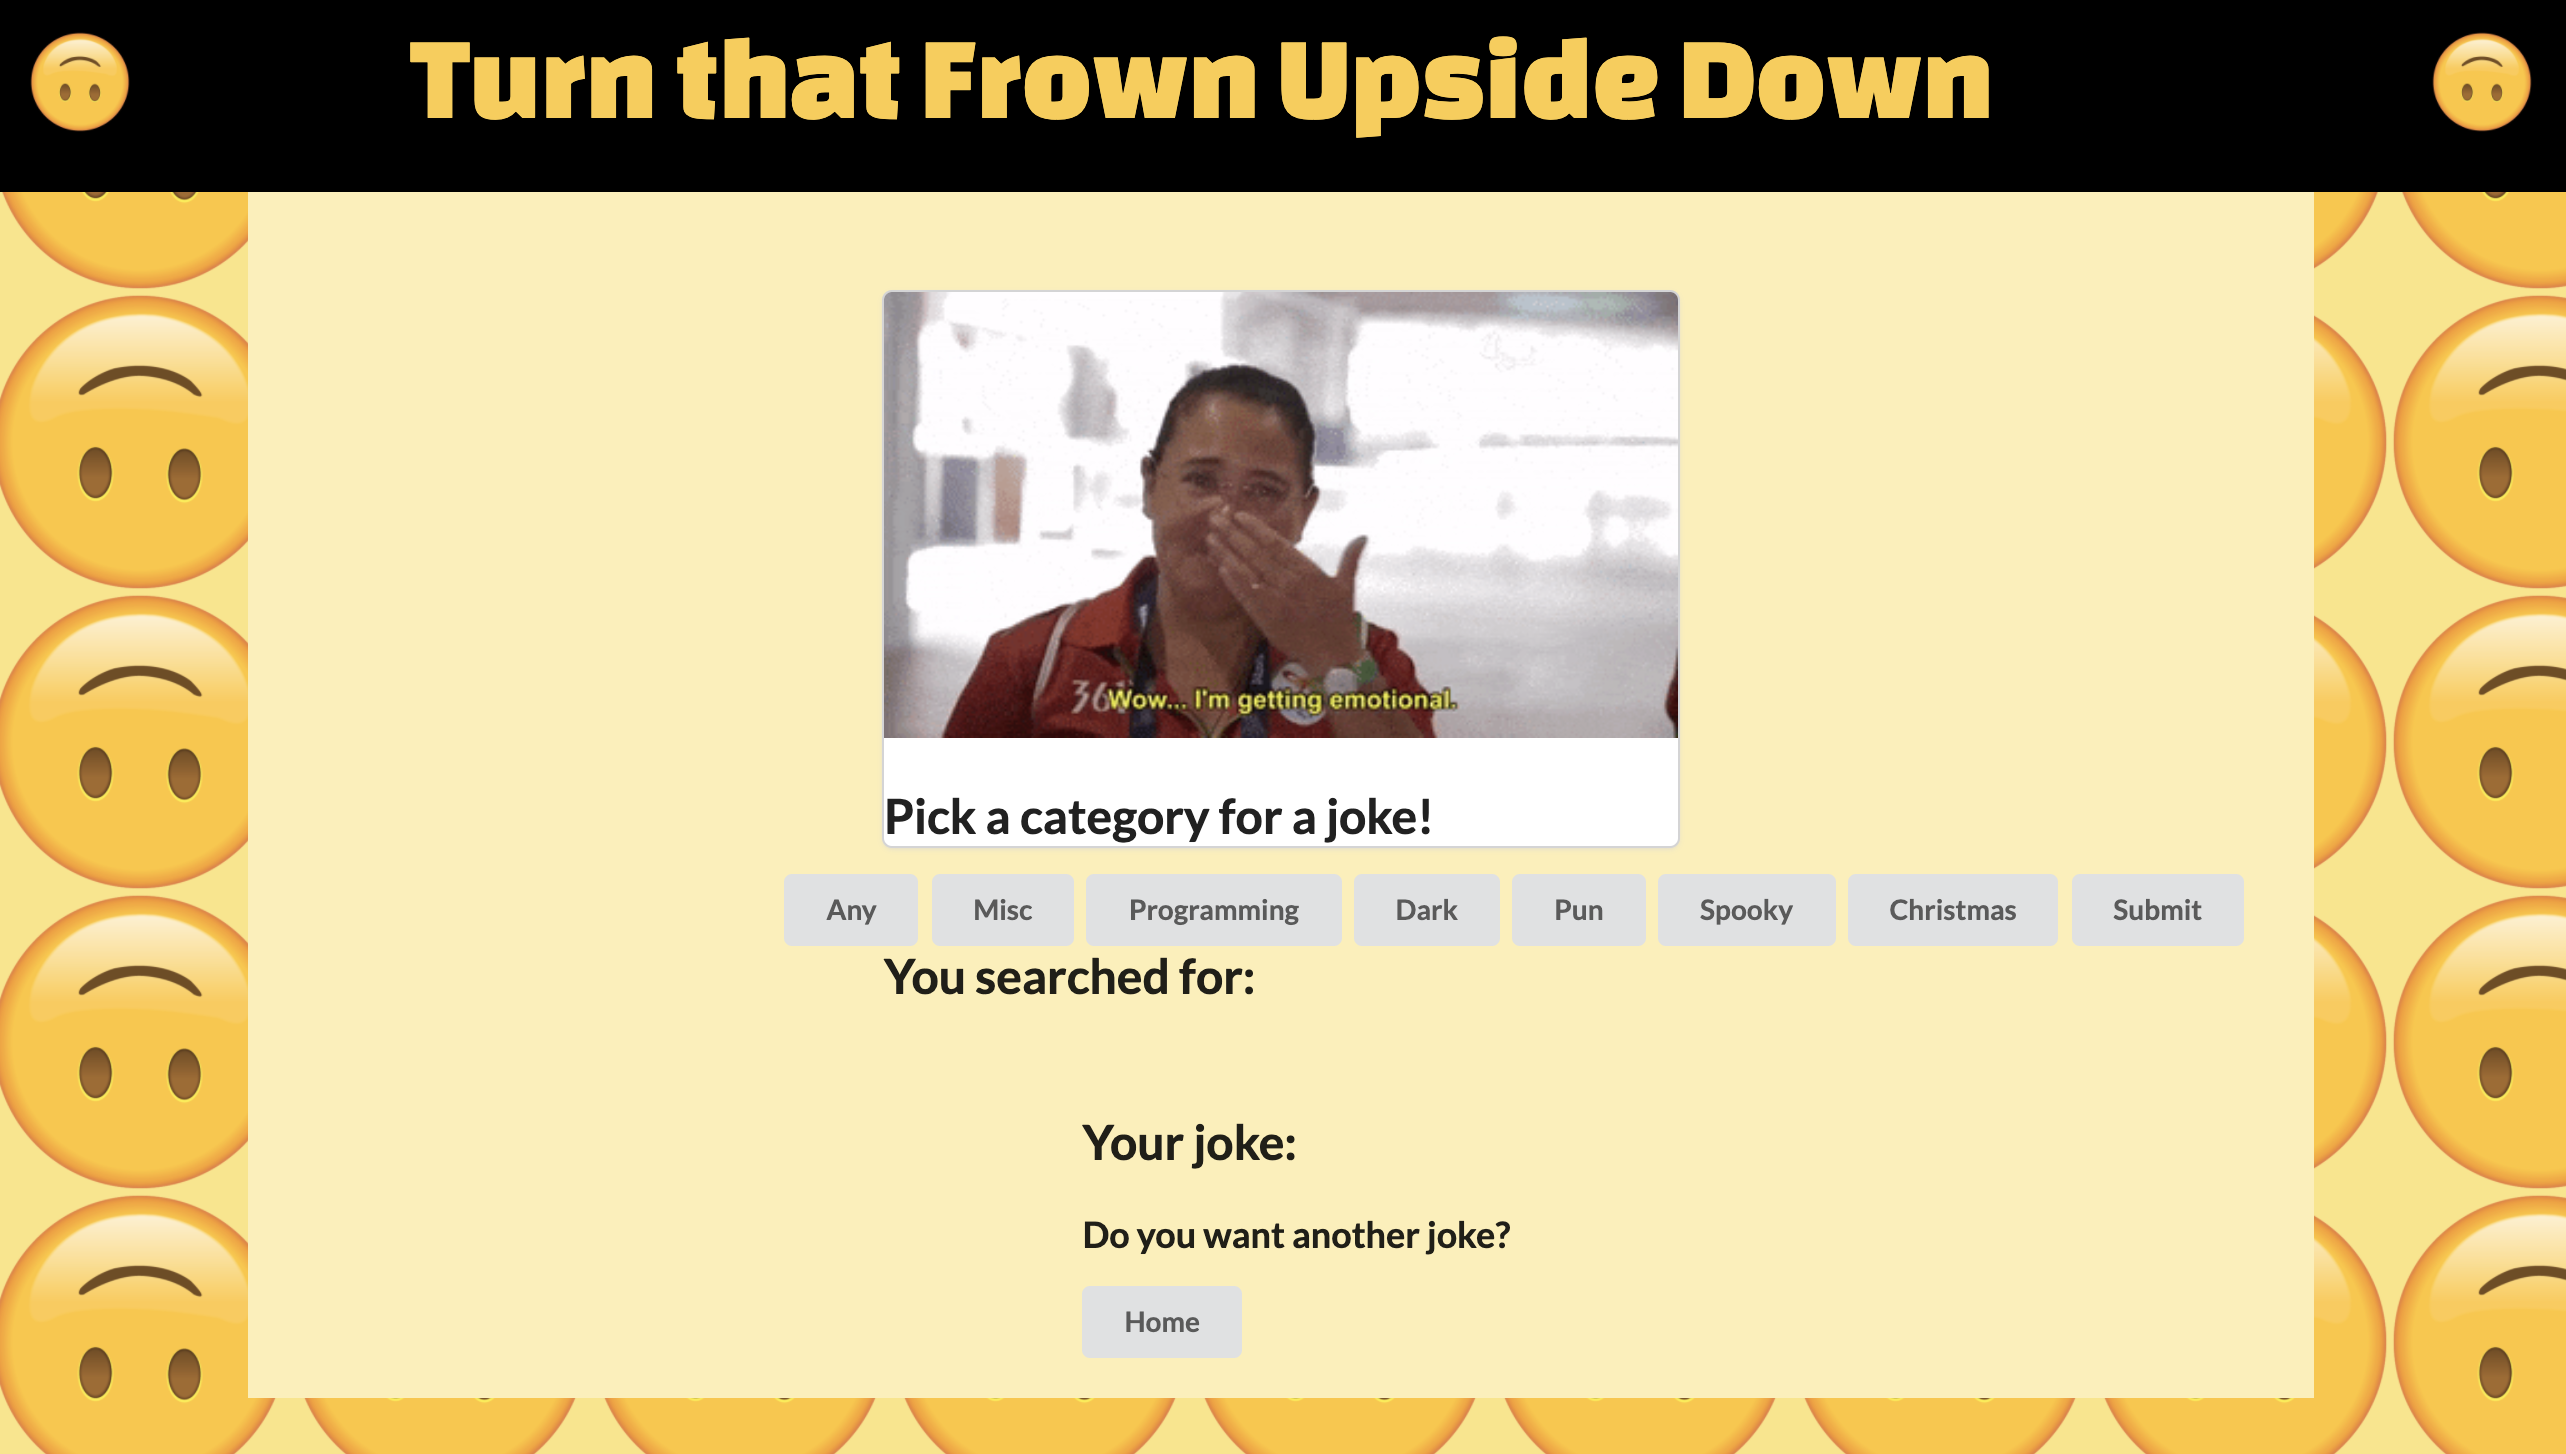 Turn that Frown Upside Down
36
Wow... I'm getting emotional.
Pick a category for a joke!
Any Misc Programming Dark Pun Spooky Christmas Submit
You searched for:
Your joke:
Do you want another joke?
Home